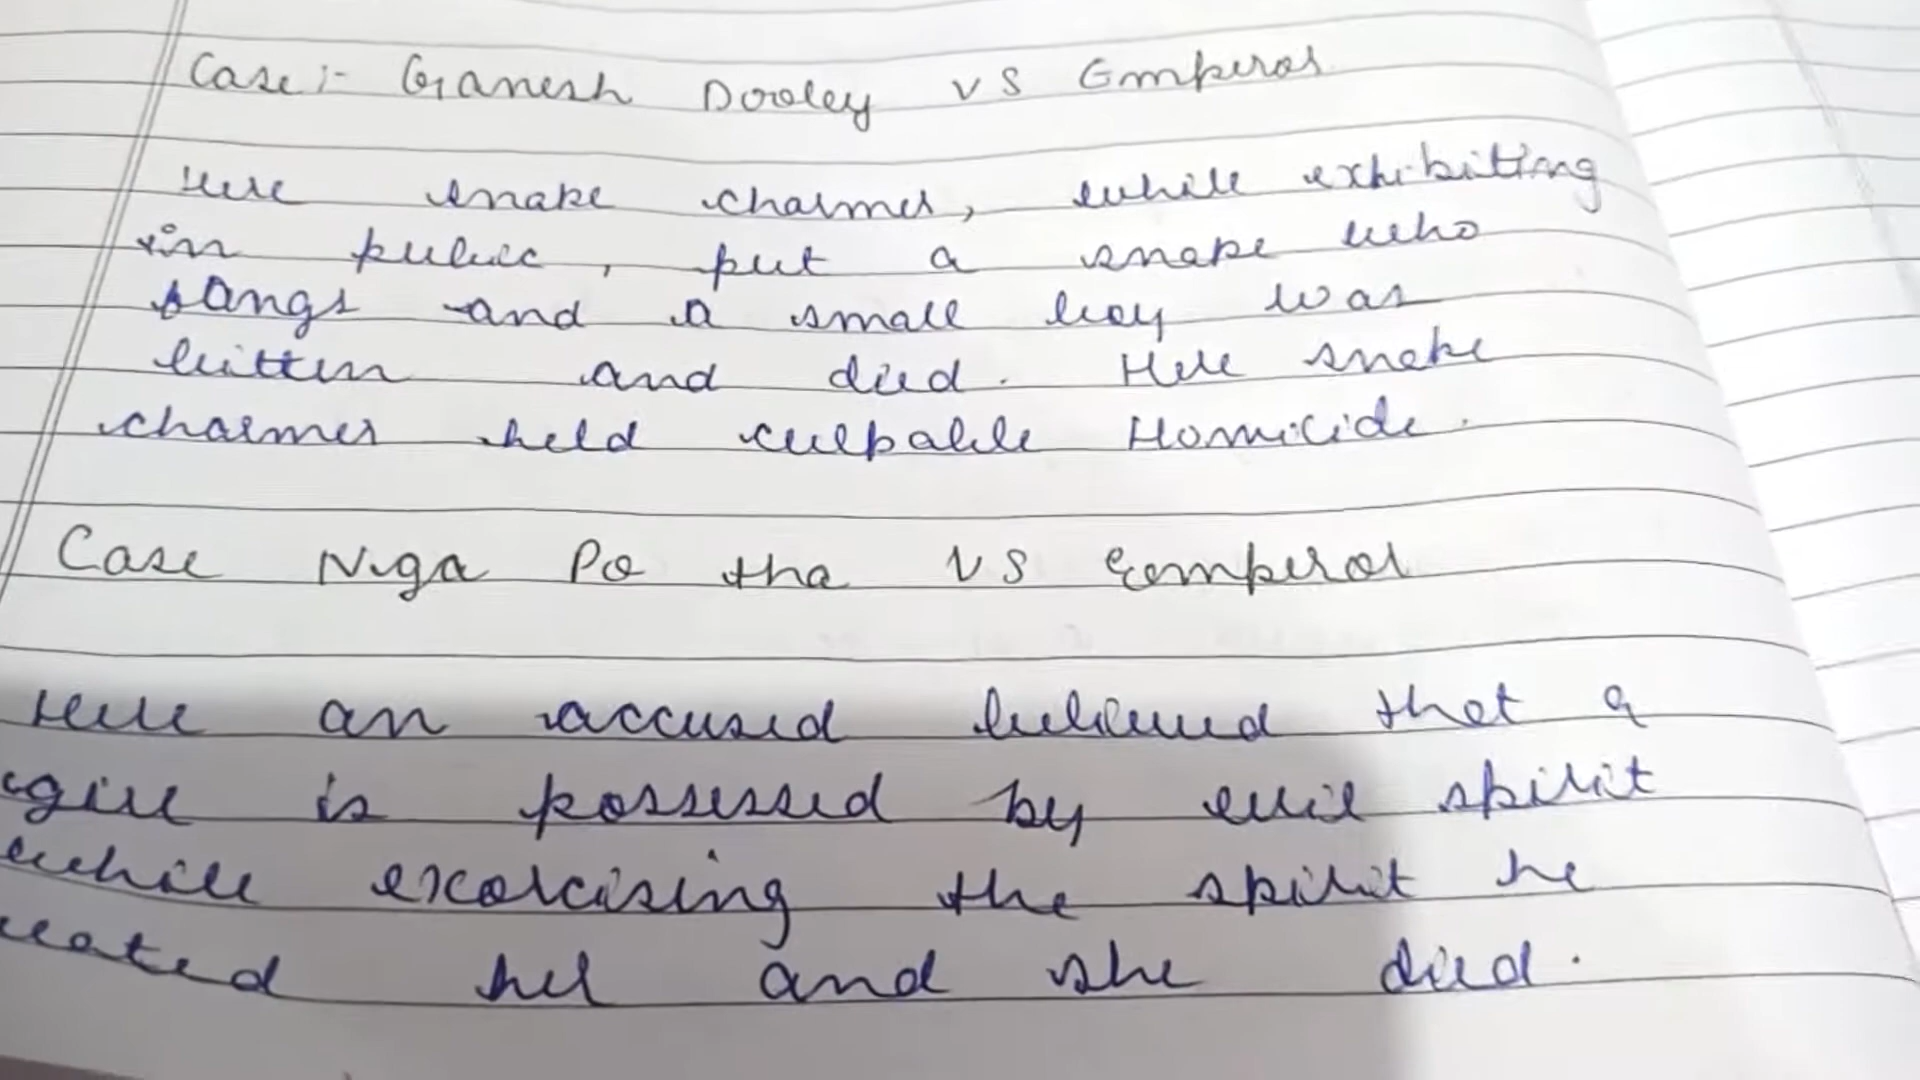 Case :- Ganesh Dooley vs Emperor
Here snake charmer, while exhibiting
in public, put a snake who
fangs and a small boy was
bitten and died. Here snake
charmer held culpable Homicide.
Case Nga Po tha vs Emperor
Here an accused believed that a
girl is possessed by evil spirit
while exorcising the spirit he
her and she died.